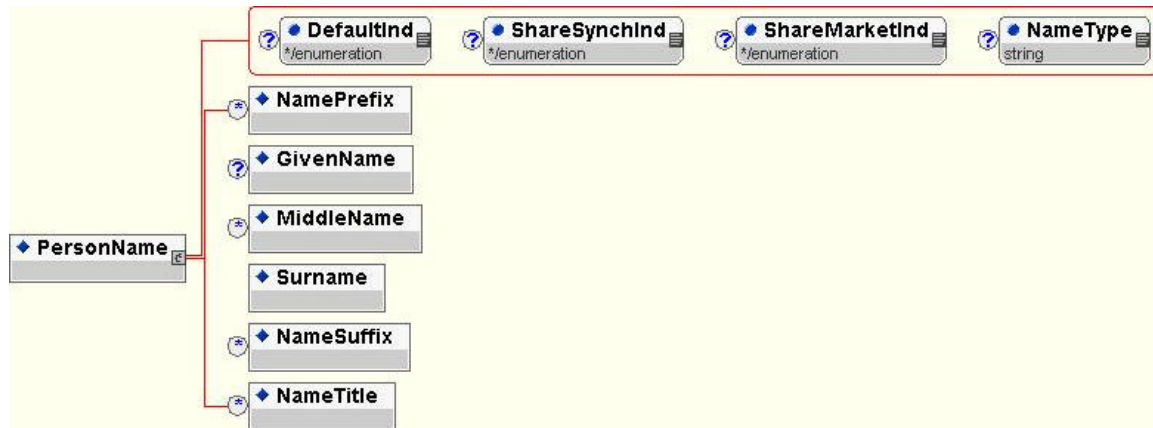 ? DefaultInd ? ShareSynchInd ? ShareMarketInd ? NameType
*/enumeration */enumeration */enumeration string
* NamePrefix
? GivenName
* MiddleName
PersonName
Surname
* NameSuffix
* NameTitle